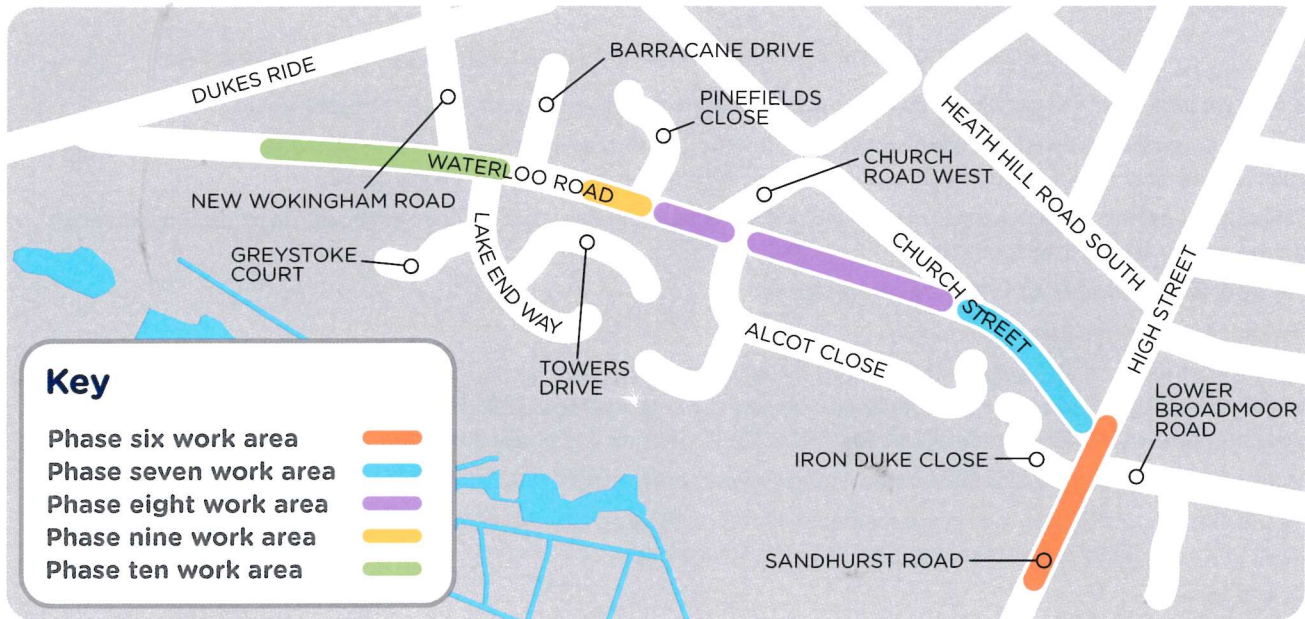 DUKES RIDE
BARRACANE DRIVE
PINEFIELDS
CLOSE
HEATH HILL ROAD SOUTH
CHURCH
ROAD WEST
WATERLOO ROAD
NEW WOKINGHAM ROAD
GREYSTOKE
COURT
LAKE END WAY
CHURCH STREET
HIGH STREET
TOWERS
DRIVE
ALCOT CLOSE
LOWER
BROADMOOR
ROAD
IRON DUKE CLOSE
SANDHURST ROAD
Key
Phase six work area
Phase seven work area
Phase eight work area
Phase nine work area
Phase ten work area